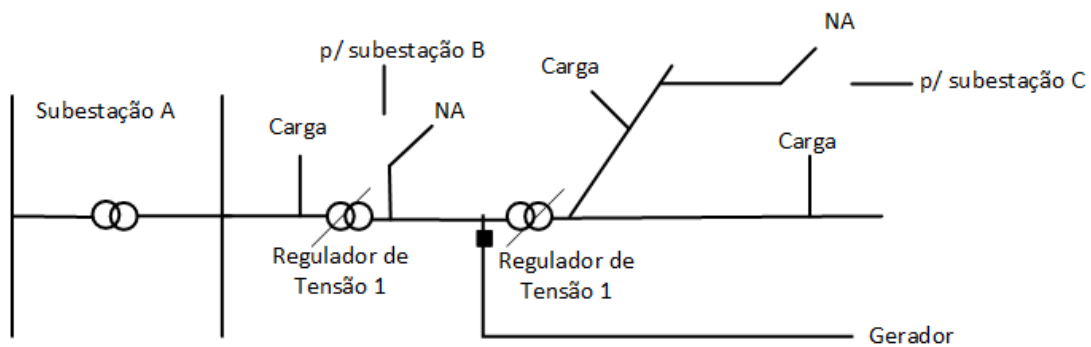 NA
p/ subestação B
Carga
p/ subestação C
Subestação A
NA
Carga
Carga
Regulador de
Tensão 1
Regulador de
Tensão 1
Gerador